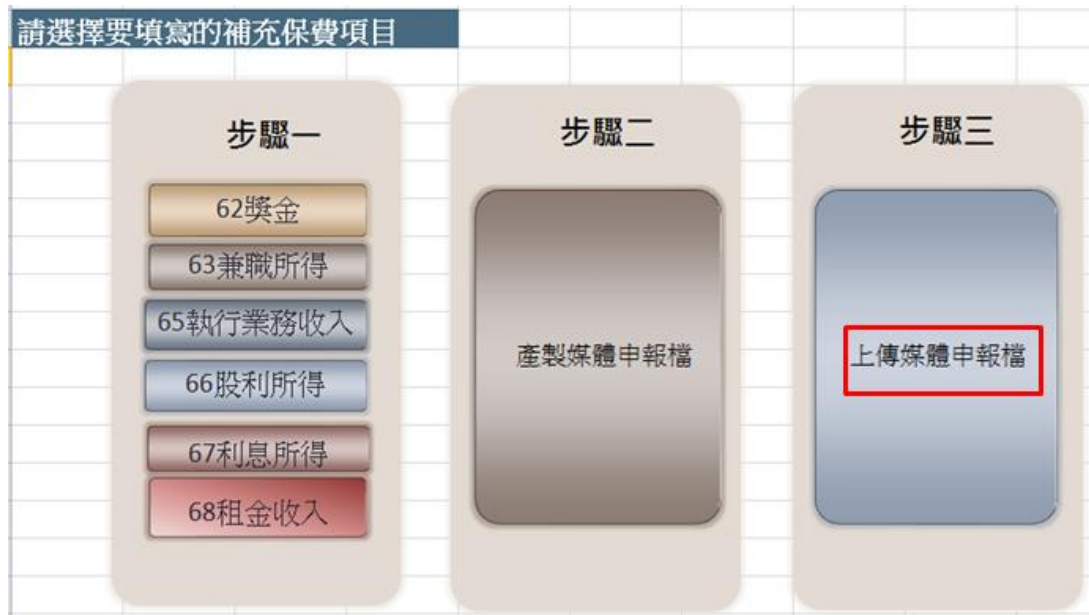 請選擇要填寫的補充保費項目
步驟一
62獎金
63兼職所得
65執行業務收入
66股利所得
67利息所得
68租金收入
步驟二
產製媒體申報檔
步驟三
上傳媒體申報檔